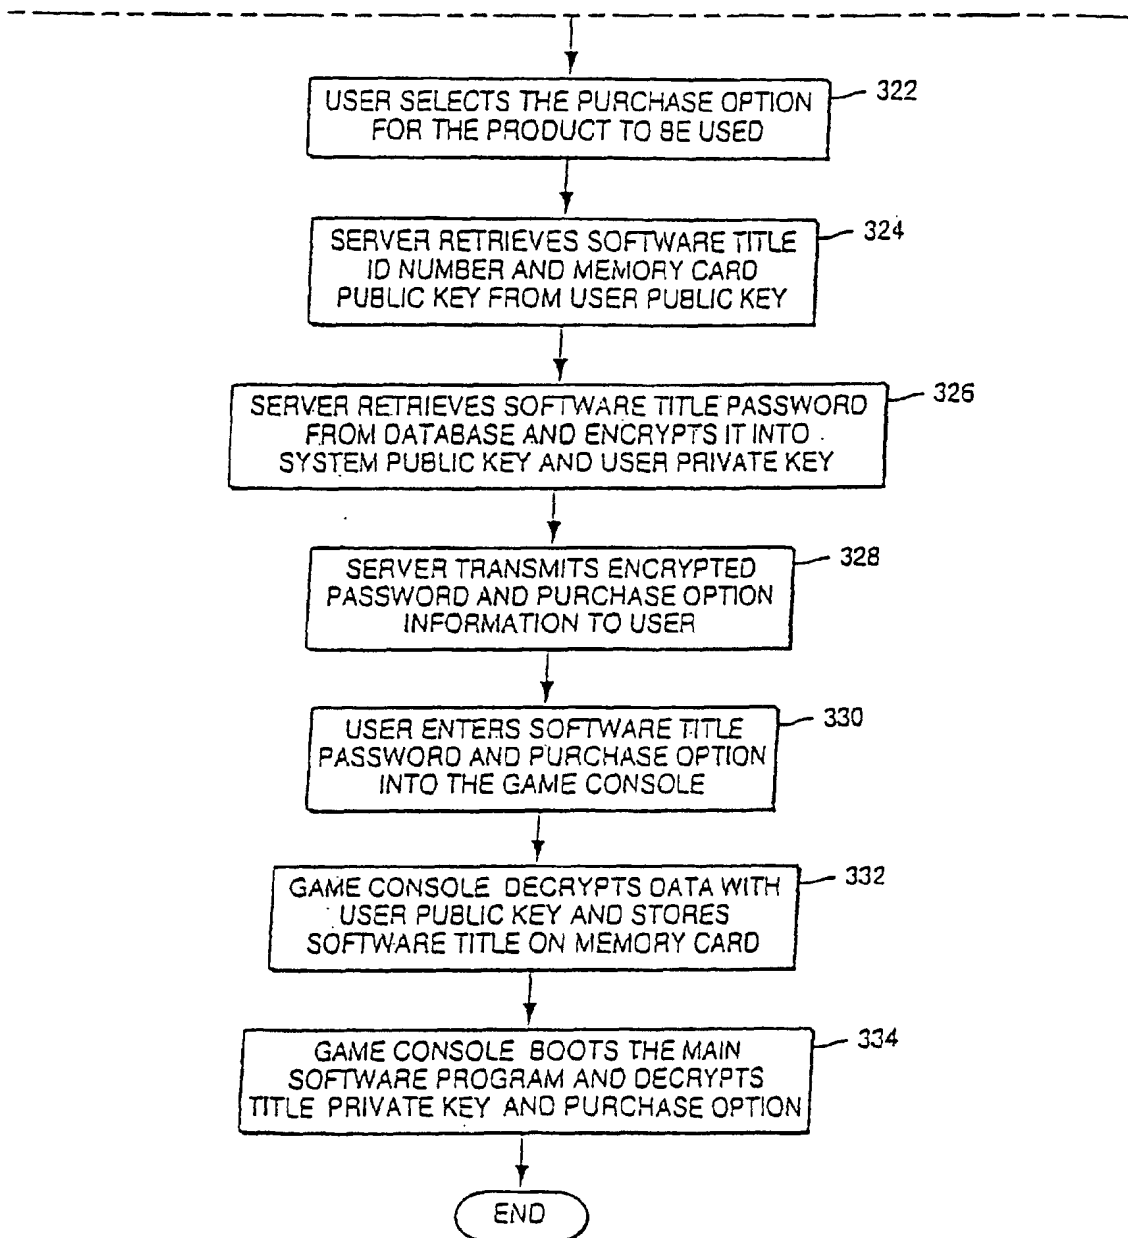 USER SELECTS THE PURCHASE OPTION
FOR THE PRODUCT TO BE USED
322
SERVER RETRIEVES SOFTWARE TITLE
ID NUMBER AND MEMORY CARD
PUBLIC KEY FROM USER PUBLIC KEY
324
SERVER RETRIEVES SOFTWARE TITLE PASSWORD
FROM DATABASE AND ENCRYPTS IT INTO
SYSTEM PUBLIC KEY AND USER PRIVATE KEY
326
SERVER TRANSMITS ENCRYPTED
PASSWORD AND PURCHASE OPTION
INFORMATION TO USER
328
USER ENTERS SOFTWARE TITLE
PASSWORD AND PURCHASE OPTION
INTO THE GAME CONSOLE
330
GAME CONSOLE DECRYPTS DATA WITH
USER PUBLIC KEY AND STORES
SOFTWARE TITLE ON MEMORY CARD
332
GAME CONSOLE BOOTS THE MAIN
SOFTWARE PROGRAM AND DECRYPTS
TITLE PRIVATE KEY AND PURCHASE OPTION
334
END